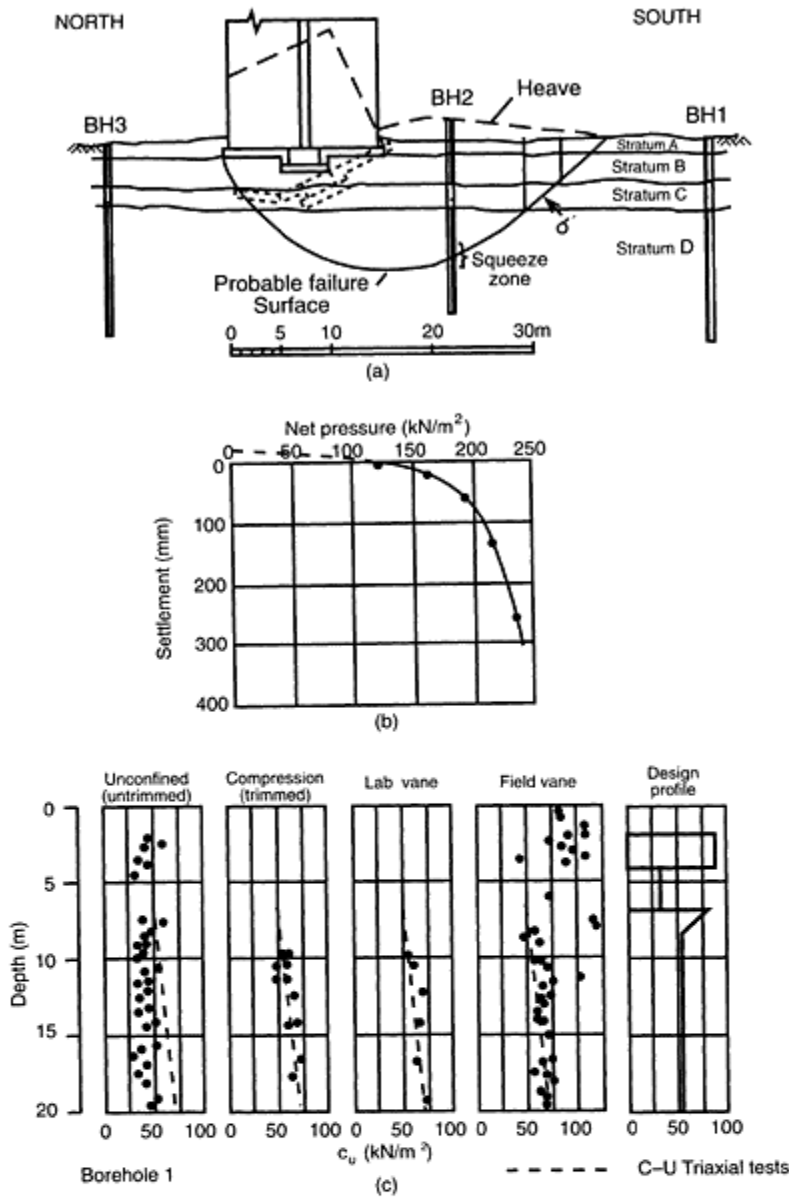 NORTH
SOUTH
BH3
BH2
Heave
BH1
Stratum A
Stratum B
Stratum C
Stratum D
Squeeze
zone
Probable failure
Surface
0 10 20 30m
(a)
Net pressure (kN/m²)
0 50 100 150 200 250
0
100
200
300
400
Settlement (mm)
(b)
Unconfined
(untrimmed)
Compression
(trimmed)
Lab vane
Field vane
Design
profile
0
5
10
15
20
Depth (m)
0 50 100
0 50 100
0 50 100
0 50 100
0 50 100
cᵤ (kN/m²)
Borehole 1
C–U Triaxial tests
(c)